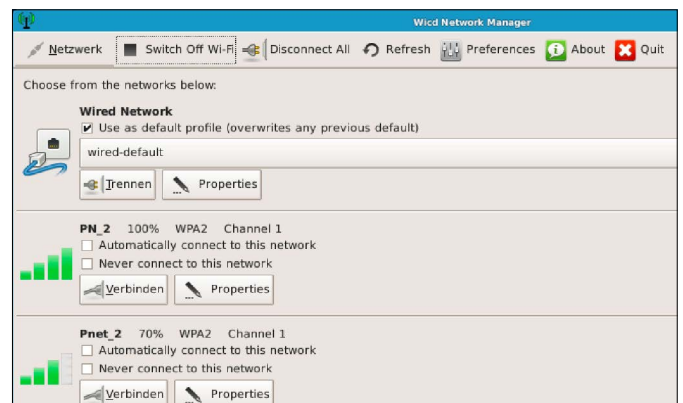 Wicd Network Manager
Netzwerk Switch Off Wi-Fi Disconnect All Refresh Preferences About Quit
Choose from the networks below:
Wired Network
Use as default profile (overwrites any previous default)
wired-default
Trennen Properties
PN_2 100% WPA2 Channel 1
Automatically connect to this network
Never connect to this network
Verbinden Properties
Pnet_2 70% WPA2 Channel 1
Automatically connect to this network
Never connect to this network
Verbinden Properties